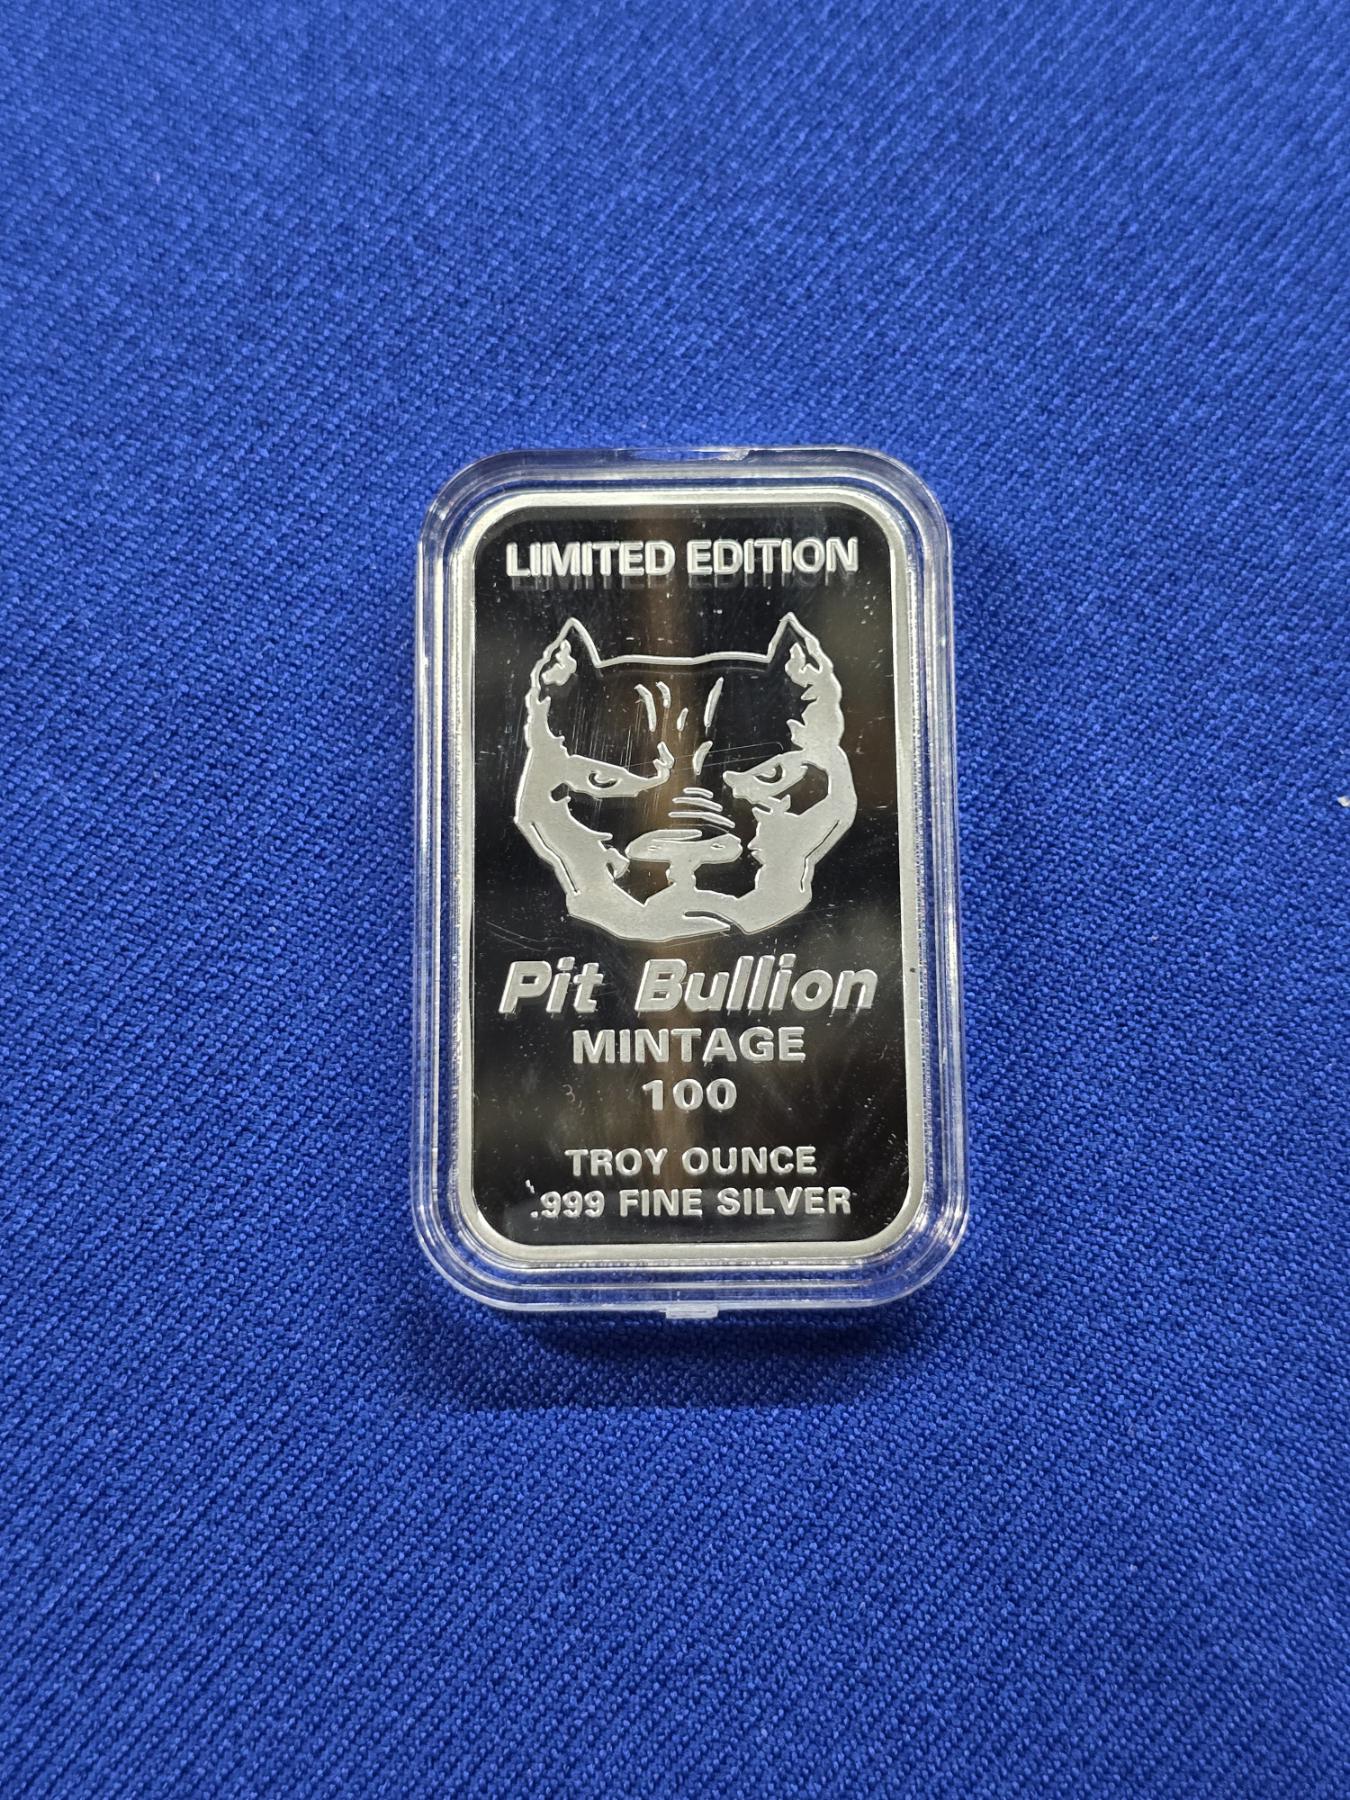 LIMITED EDITION
Pit Bullion
MINTAGE
100
TROY OUNCE
.999 FINE SILVER